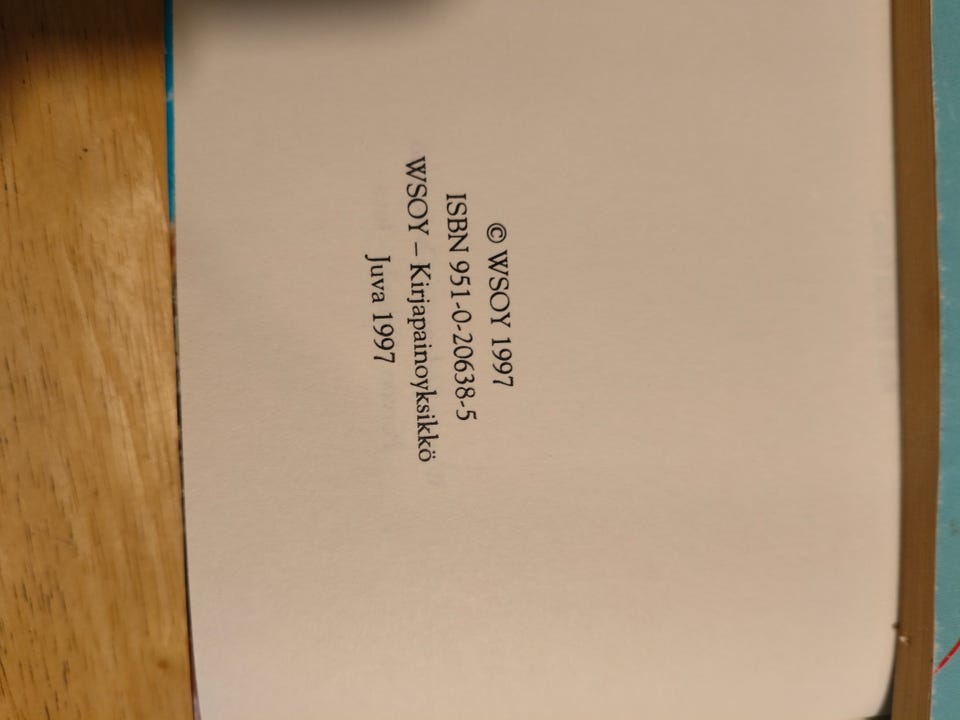 © WSOY 1997
ISBN 951-0-20638-5
WSOY – Kirjapainoyksikkö
Juva 1997